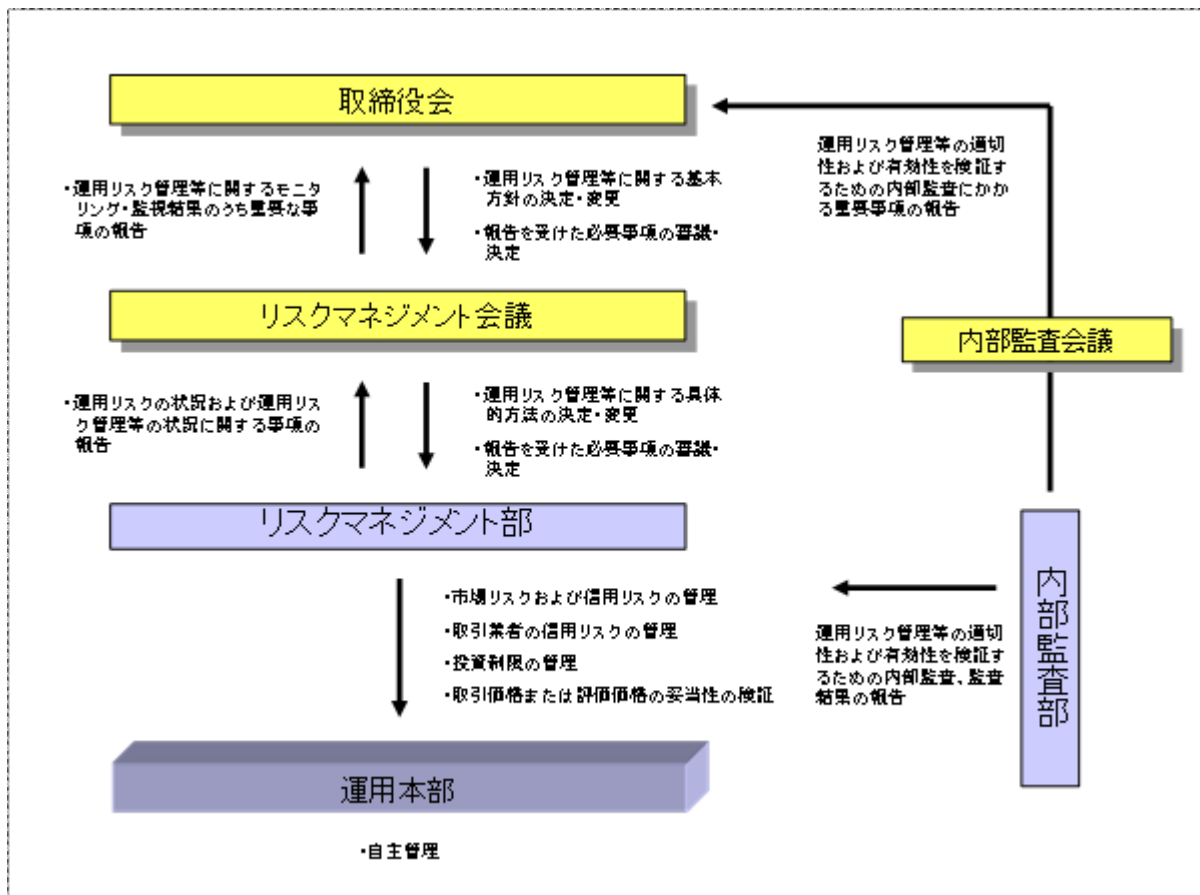 取締役会
・運用リスク管理等に関するモニ
タリング・監視結果のうち重要な事
項の報告
・運用リスク管理等に関する基本
方針の決定・変更
・報告を受けた必要事項の審議・
決定
運用リスク管理等の適切
性および有効性を検証す
るための内部監査にかか
る重要事項の報告
リスクマネジメント会議
内部監査会議
・運用リスクの状況および運用リス
ク管理等の状況に関する事項の
報告
・運用リスク管理等に関する具体
的方法の決定・変更
・報告を受けた必要事項の審議・
決定
リスクマネジメント部
内部監査部
・市場リスクおよび信用リスクの管理
・取引業者の信用リスクの管理
・投資制限の管理
・取引価格または評価価格の妥当性の検証
運用リスク管理等の適切
性および有効性を検証す
るための内部監査、監査
結果の報告
運用本部
・自主管理